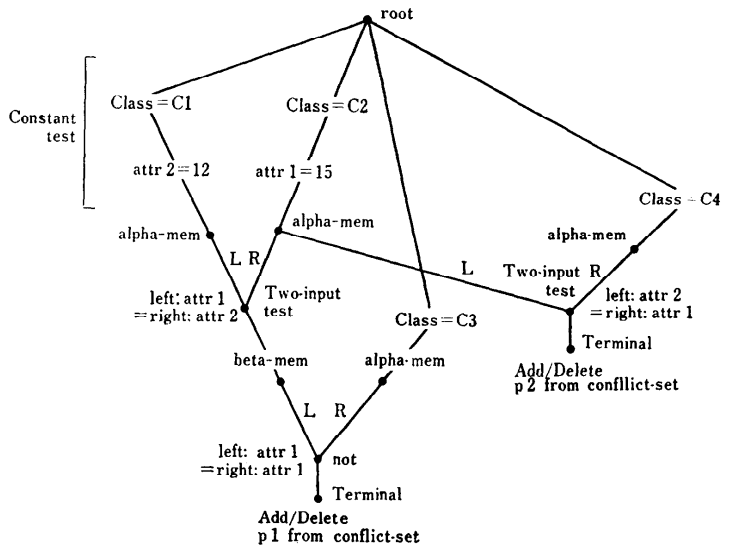 root
Class=C1
Class=C2
Constant
test
attr 2=12
attr 1=15
Class=C4
alpha-mem
alpha-mem
alpha-mem
L R
L
Two-input R
test
left: attr 1
=right: attr 2
Two-input
test
left: attr 2
=right: attr 1
Class=C3
Terminal
beta-mem
alpha-mem
Add/Delete
p 2 from confllict-set
L R
left: attr 1
=right: attr 1
not
Terminal
Add/Delete
p 1 from conflict-set